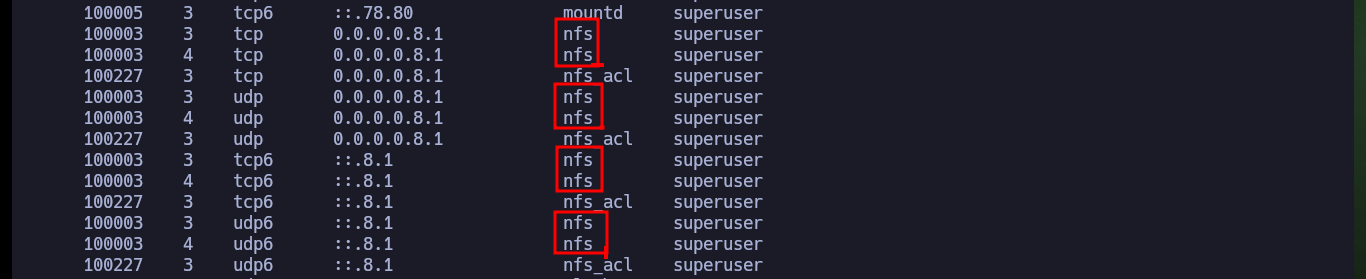 100005 3 tcp6 ::.78.80 mountd superuser
100003 3 tcp 0.0.0.0.8.1 nfs superuser
100003 4 tcp 0.0.0.0.8.1 nfs superuser
100227 3 tcp 0.0.0.0.8.1 nfs_acl superuser
100003 3 udp 0.0.0.0.8.1 nfs superuser
100003 4 udp 0.0.0.0.8.1 nfs superuser
100227 3 udp 0.0.0.0.8.1 nfs_acl superuser
100003 3 tcp6 ::.8.1 nfs superuser
100003 4 tcp6 ::.8.1 nfs superuser
100227 3 tcp6 ::.8.1 nfs_acl superuser
100003 3 udp6 ::.8.1 nfs superuser
100003 4 udp6 ::.8.1 nfs superuser
100227 3 udp6 ::.8.1 nfs_acl superuser